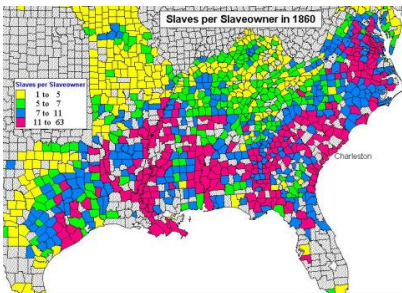 Slaves per Slaveowner in 1860
Slaves per Slaveowner
1 to 5
5 to 7
7 to 11
11 to 63
Charleston